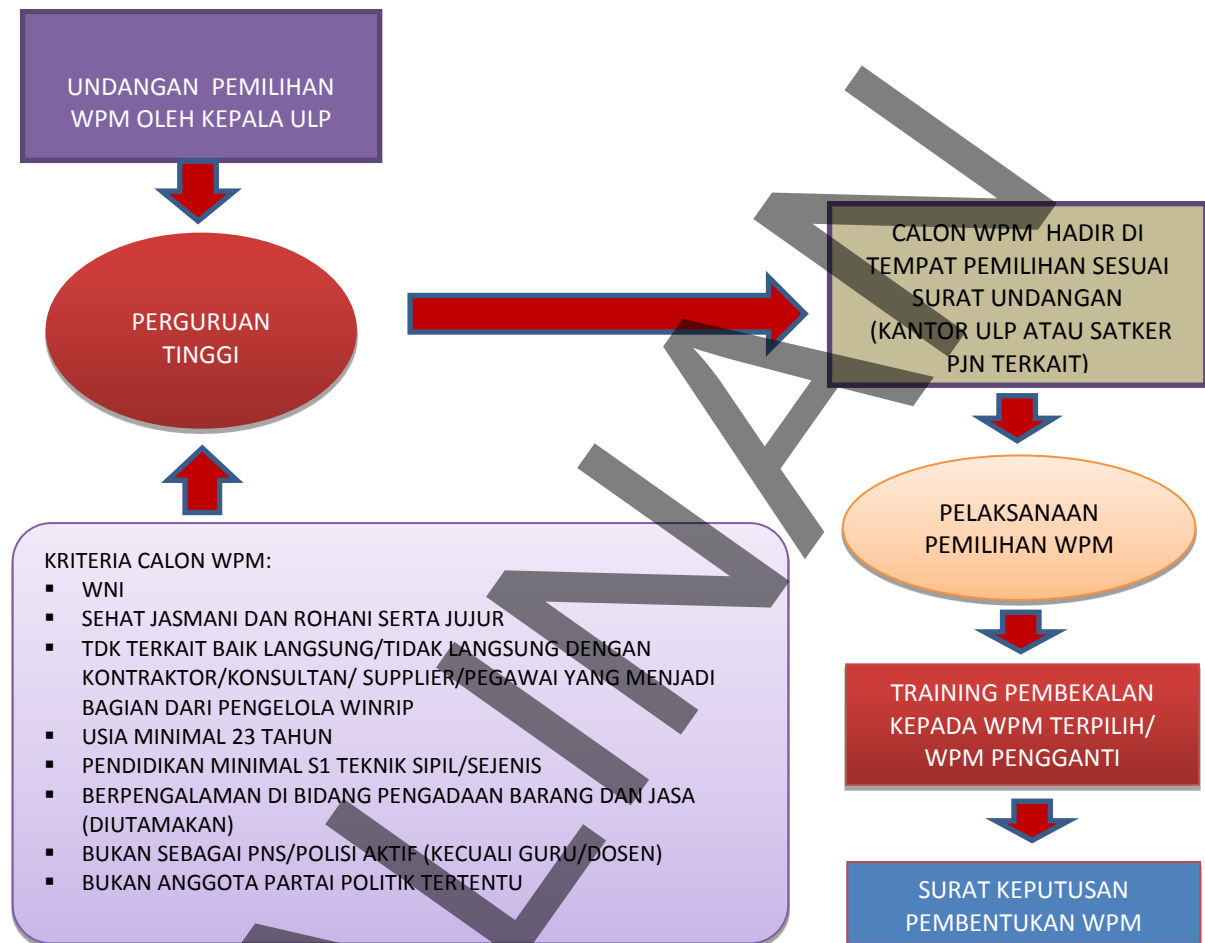 UNDANGAN PEMILIHAN
WPM OLEH KEPALA ULP
PERGURUAN
TINGGI
KRITERIA CALON WPM:
▪ WNI
▪ SEHAT JASMANI DAN ROHANI SERTA JUJUR
▪ TDK TERKAIT BAIK LANGSUNG/TIDAK LANGSUNG DENGAN
KONTRAKTOR/KONSULTAN/ SUPPLIER/PEGAWAI YANG MENJADI
BAGIAN DARI PENGELOLA WINRIP
▪ USIA MINIMAL 23 TAHUN
▪ PENDIDIKAN MINIMAL S1 TEKNIK SIPIL/SEJENIS
▪ BERPENGALAMAN DI BIDANG PENGADAAN BARANG DAN JASA
(DIUTAMAKAN)
▪ BUKAN SEBAGAI PNS/POLISI AKTIF (KECUALI GURU/DOSEN)
▪ BUKAN ANGGOTA PARTAI POLITIK TERTENTU
CALON WPM HADIR DI
TEMPAT PEMILIHAN SESUAI
SURAT UNDANGAN
(KANTOR ULP ATAU SATKER
PJN TERKAIT)
PELAKSANAAN
PEMILIHAN WPM
TRAINING PEMBEKALAN
KEPADA WPM TERPILIH/
WPM PENGGANTI
SURAT KEPUTUSAN
PEMBENTUKAN WPM